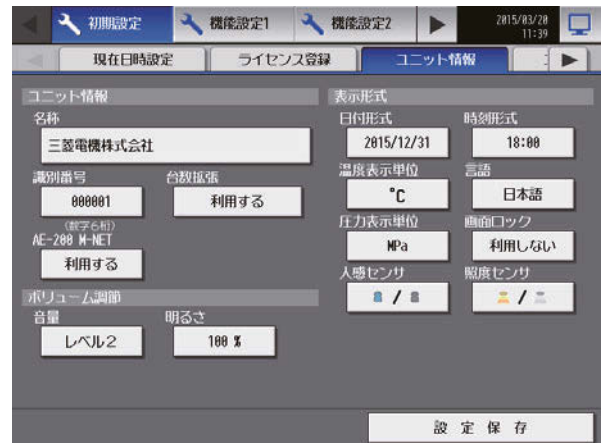 初期設定 機能設定1 機能設定2 2015/03/20
11:39
現在日時設定 ライセンス登録 ユニット情報
ユニット情報 表示形式
名称 日付形式 時刻形式
三菱電機株式会社 2015/12/31 18:00
識別番号 台数拡張 温度表示単位 言語
000001 利用する ℃ 日本語
(数字6桁)
AE-200 M-NET 圧力表示単位 画面ロック
利用する MPa 利用しない
人感センサ 照度センサ
ボリューム調節 / /
音量 明るさ
レベル2 100 %
設定保存